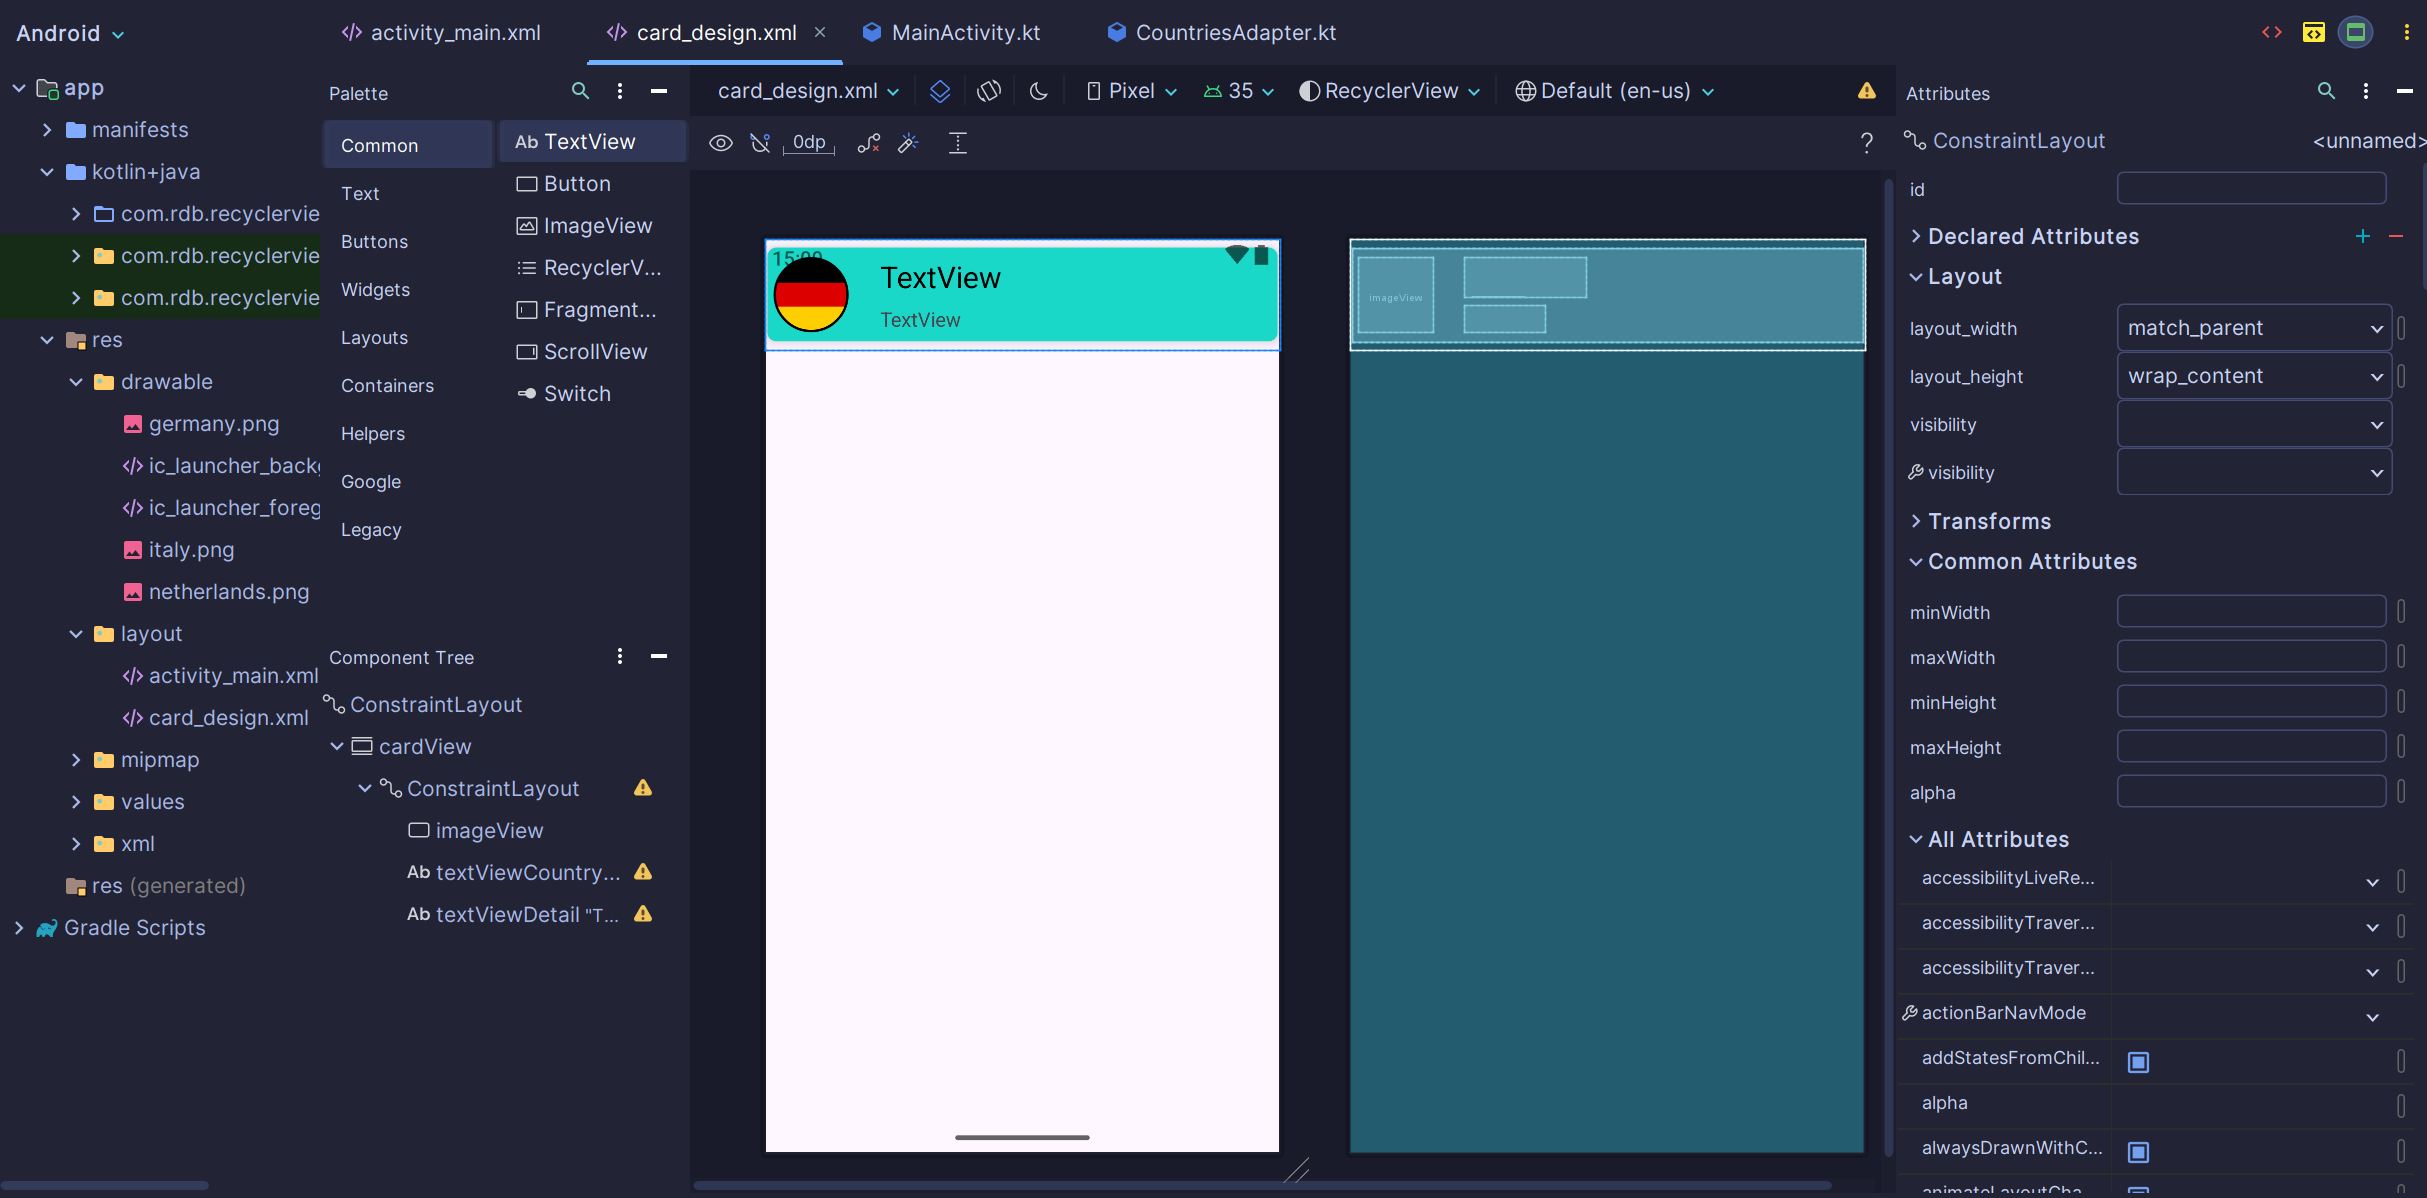 Android
activity_main.xml
card_design.xml
MainActivity.kt
CountriesAdapter.kt
app
manifests
kotlin+java
com.rdb.recyclervie
com.rdb.recyclervie
com.rdb.recyclervie
res
drawable
germany.png
ic_launcher_back
ic_launcher_foreg
italy.png
netherlands.png
layout
activity_main.xml
card_design.xml
mipmap
values
xml
res (generated)
Gradle Scripts
Palette
Common
Text
Buttons
Widgets
Layouts
Containers
Helpers
Google
Legacy
Ab TextView
Button
ImageView
RecyclerV...
Fragment...
ScrollView
Switch
Component Tree
ConstraintLayout
cardView
ConstraintLayout
imageView
Ab textViewCountry...
Ab textViewDetail "T...
card_design.xml
Pixel
35
RecyclerView
Default (en-us)
0dp
?
15:00
TextView
TextView
imageView
Attributes
ConstraintLayout
<unnamed>
id
Declared Attributes
Layout
layout_width match_parent
layout_height wrap_content
visibility
visibility
Transforms
Common Attributes
minWidth
maxWidth
minHeight
maxHeight
alpha
All Attributes
accessibilityLiveRe...
accessibilityTraver...
accessibilityTraver...
actionBarNavMode
addStatesFromChil...
alpha
alwaysDrawnWithC...
animateLayoutCha